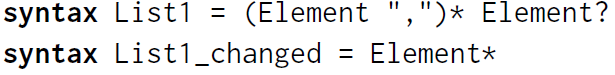 syntax List1 = (Element ",")* Element?
syntax List1_changed = Element*